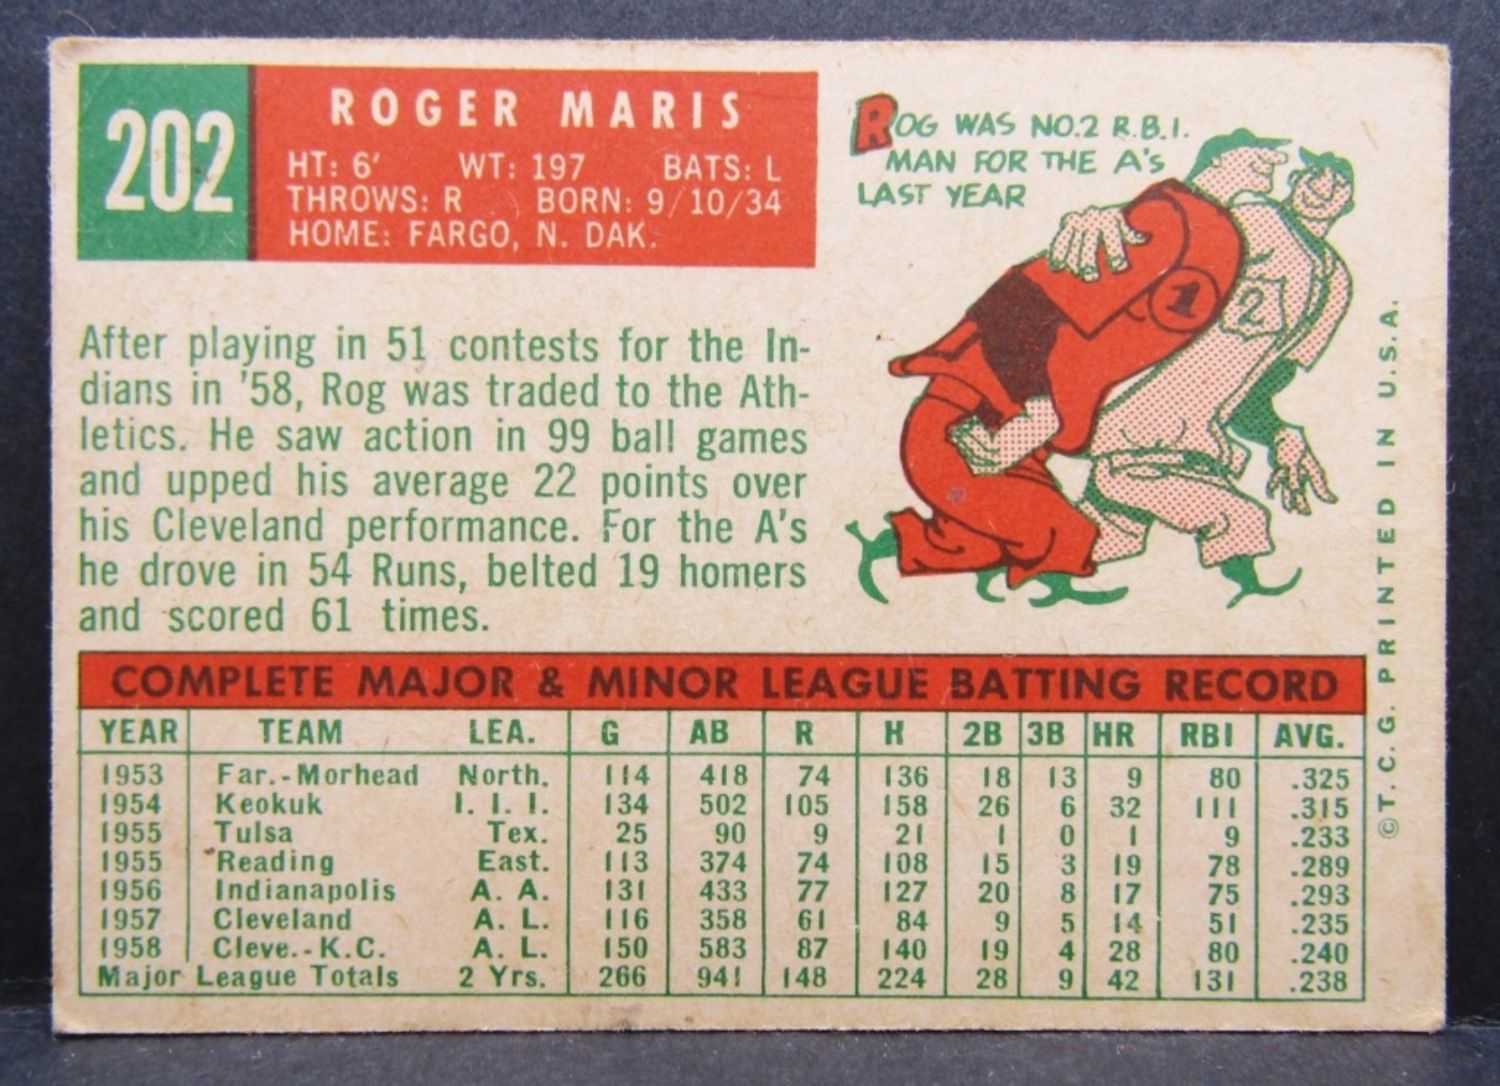 202
ROGER MARIS
HT: 6' WT: 197 BATS: L
THROWS: R BORN: 9/10/34
HOME: FARGO, N. DAK.
ROG WAS NO.2 R.B.I.
MAN FOR THE A'S
LAST YEAR
1
2
After playing in 51 contests for the In-
dians in '58, Rog was traded to the Ath-
letics. He saw action in 99 ball games
and upped his average 22 points over
his Cleveland performance. For the A's
he drove in 54 Runs, belted 19 homers
and scored 61 times.
COMPLETE MAJOR & MINOR LEAGUE BATTING RECORD
YEAR TEAM LEA. G AB R H 2B 3B HR RBI AVG.
1953 Far.-Morhead North. 114 418 74 136 18 13 9 80 .325
1954 Keokuk I. I. I. 134 502 105 158 26 6 32 111 .315
1955 Tulsa Tex. 25 90 9 21 1 0 1 9 .233
1955 Reading East. 113 374 74 108 15 3 19 78 .289
1956 Indianapolis A. A. 131 433 77 127 20 8 17 75 .293
1957 Cleveland A. L. 116 358 61 84 9 5 14 51 .235
1958 Cleve.-K.C. A. L. 150 583 87 140 19 4 28 80 .240
Major League Totals 2 Yrs. 266 941 148 224 28 9 42 131 .238
©T.C.G. PRINTED IN U.S.A.